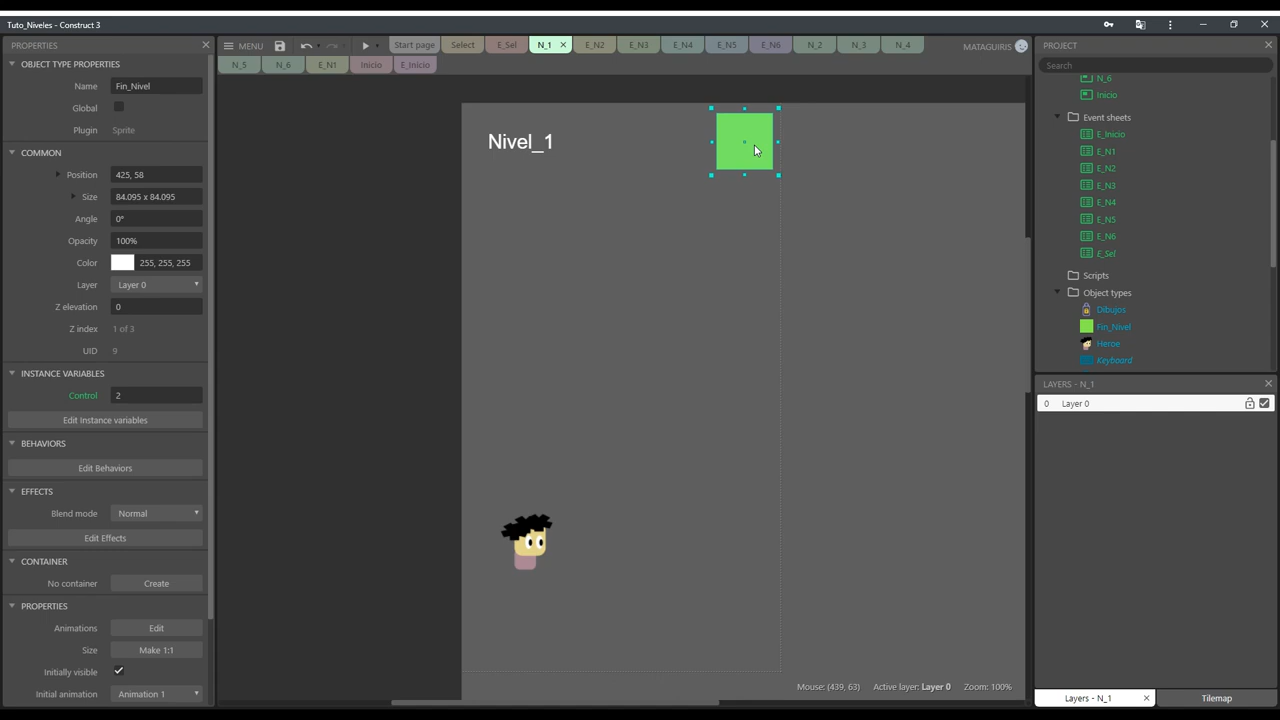 Tuto_Niveles - Construct 3
PROPERTIES
OBJECT TYPE PROPERTIES
Name Fin_Nivel
Global
Plugin Sprite
COMMON
Position 425, 58
Size 84.095 x 84.095
Angle 0°
Opacity 100%
Color 255, 255, 255
Layer Layer 0
Z elevation 0
Z index 1 of 3
UID 9
INSTANCE VARIABLES
Control 2
Edit Instance variables
BEHAVIORS
Edit Behaviors
EFFECTS
Blend mode Normal
Edit Effects
CONTAINER
No container Create
PROPERTIES
Animations Edit
Size Make 1:1
Initially visible
Initial animation Animation 1
MENU
Start page Select E_Sel N_1 E_N2 E_N3 E_N4 E_N5 E_N6 N_2 N_3 N_4 MATAGUIRIS
N_5 N_6 E_N1 Inicio E_Inicio
Nivel_1
Mouse: (439, 63) Active layer: Layer 0 Zoom: 100%
PROJECT
Search
N_6
Inicio
Event sheets
E_Inicio
E_N1
E_N2
E_N3
E_N4
E_N5
E_N6
E_Sel
Scripts
Object types
Dibujos
Fin_Nivel
Heroe
Keyboard
LAYERS - N_1
0 Layer 0
Layers - N_1 Tilemap